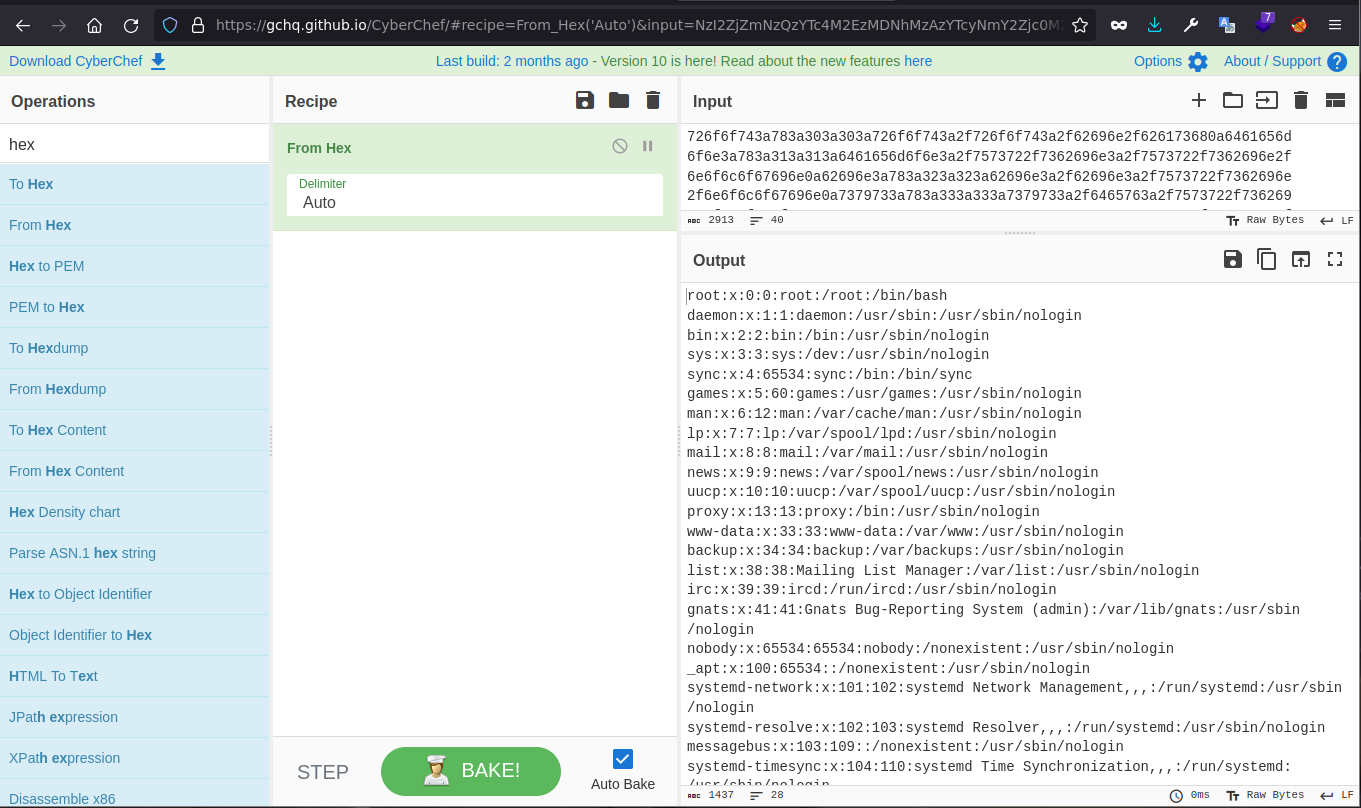 https://gchq.github.io/CyberChef/#recipe=From_Hex('Auto')&input=NzI2ZjZmNzQzYTc4M2EzMDNhMzAzYTcyNmY2Zjc0M2
7
Download CyberChef
Last build: 2 months ago - Version 10 is here! Read about the new features here
Options
About / Support
Operations
hex
To Hex
From Hex
Hex to PEM
PEM to Hex
To Hexdump
From Hexdump
To Hex Content
From Hex Content
Hex Density chart
Parse ASN.1 hex string
Hex to Object Identifier
Object Identifier to Hex
HTML To Text
JPath expression
XPath expression
Disassemble x86
Recipe
From Hex
Delimiter
Auto
STEP
BAKE!
Auto Bake
Input
726f6f743a783a303a303a726f6f743a2f726f6f743a2f62696e2f626173680a6461656d
6f6e3a783a313a313a6461656d6f6e3a2f7573722f7362696e3a2f7573722f7362696e2f
6e6f6c6f67696e0a62696e3a783a323a323a62696e3a2f62696e3a2f7573722f7362696e
2f6e6f6c6f67696e0a7379733a783a333a333a7379733a2f6465763a2f7573722f736269
ABC 2913 40
Raw Bytes LF
Output
root:x:0:0:root:/root:/bin/bash
daemon:x:1:1:daemon:/usr/sbin:/usr/sbin/nologin
bin:x:2:2:bin:/bin:/usr/sbin/nologin
sys:x:3:3:sys:/dev:/usr/sbin/nologin
sync:x:4:65534:sync:/bin:/bin/sync
games:x:5:60:games:/usr/games:/usr/sbin/nologin
man:x:6:12:man:/var/cache/man:/usr/sbin/nologin
lp:x:7:7:lp:/var/spool/lpd:/usr/sbin/nologin
mail:x:8:8:mail:/var/mail:/usr/sbin/nologin
news:x:9:9:news:/var/spool/news:/usr/sbin/nologin
uucp:x:10:10:uucp:/var/spool/uucp:/usr/sbin/nologin
proxy:x:13:13:proxy:/bin:/usr/sbin/nologin
www-data:x:33:33:www-data:/var/www:/usr/sbin/nologin
backup:x:34:34:backup:/var/backups:/usr/sbin/nologin
list:x:38:38:Mailing List Manager:/var/list:/usr/sbin/nologin
irc:x:39:39:ircd:/run/ircd:/usr/sbin/nologin
gnats:x:41:41:Gnats Bug-Reporting System (admin):/var/lib/gnats:/usr/sbin
/nologin
nobody:x:65534:65534:nobody:/nonexistent:/usr/sbin/nologin
_apt:x:100:65534::/nonexistent:/usr/sbin/nologin
systemd-network:x:101:102:systemd Network Management,,,:/run/systemd:/usr/sbin
/nologin
systemd-resolve:x:102:103:systemd Resolver,,,:/run/systemd:/usr/sbin/nologin
messagebus:x:103:109::/nonexistent:/usr/sbin/nologin
systemd-timesync:x:104:110:systemd Time Synchronization,,,:/run/systemd:
/usr/sbin/nologin
ABC 1437 28
0ms
Raw Bytes LF